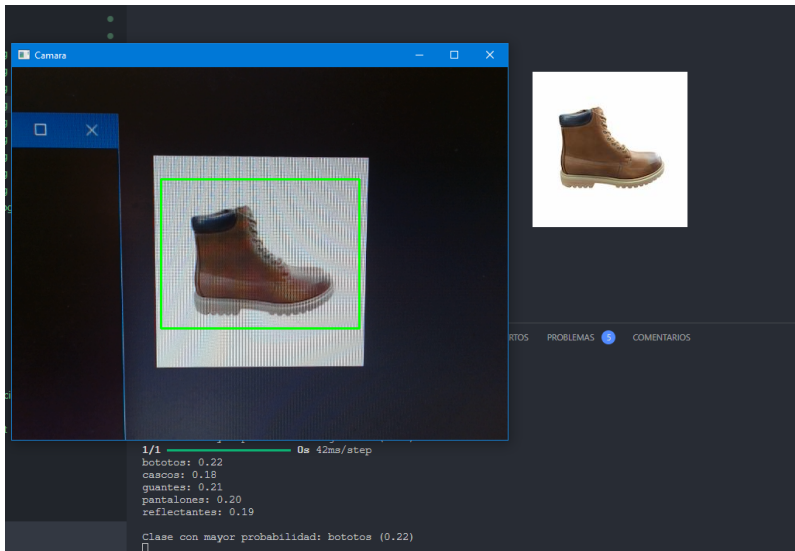 Camara
RTOS PROBLEMAS 5 COMENTARIOS
1/1 0s 42ms/step
bototos: 0.22
cascos: 0.18
guantes: 0.21
pantalones: 0.20
reflectantes: 0.19
Clase con mayor probabilidad: bototos (0.22)